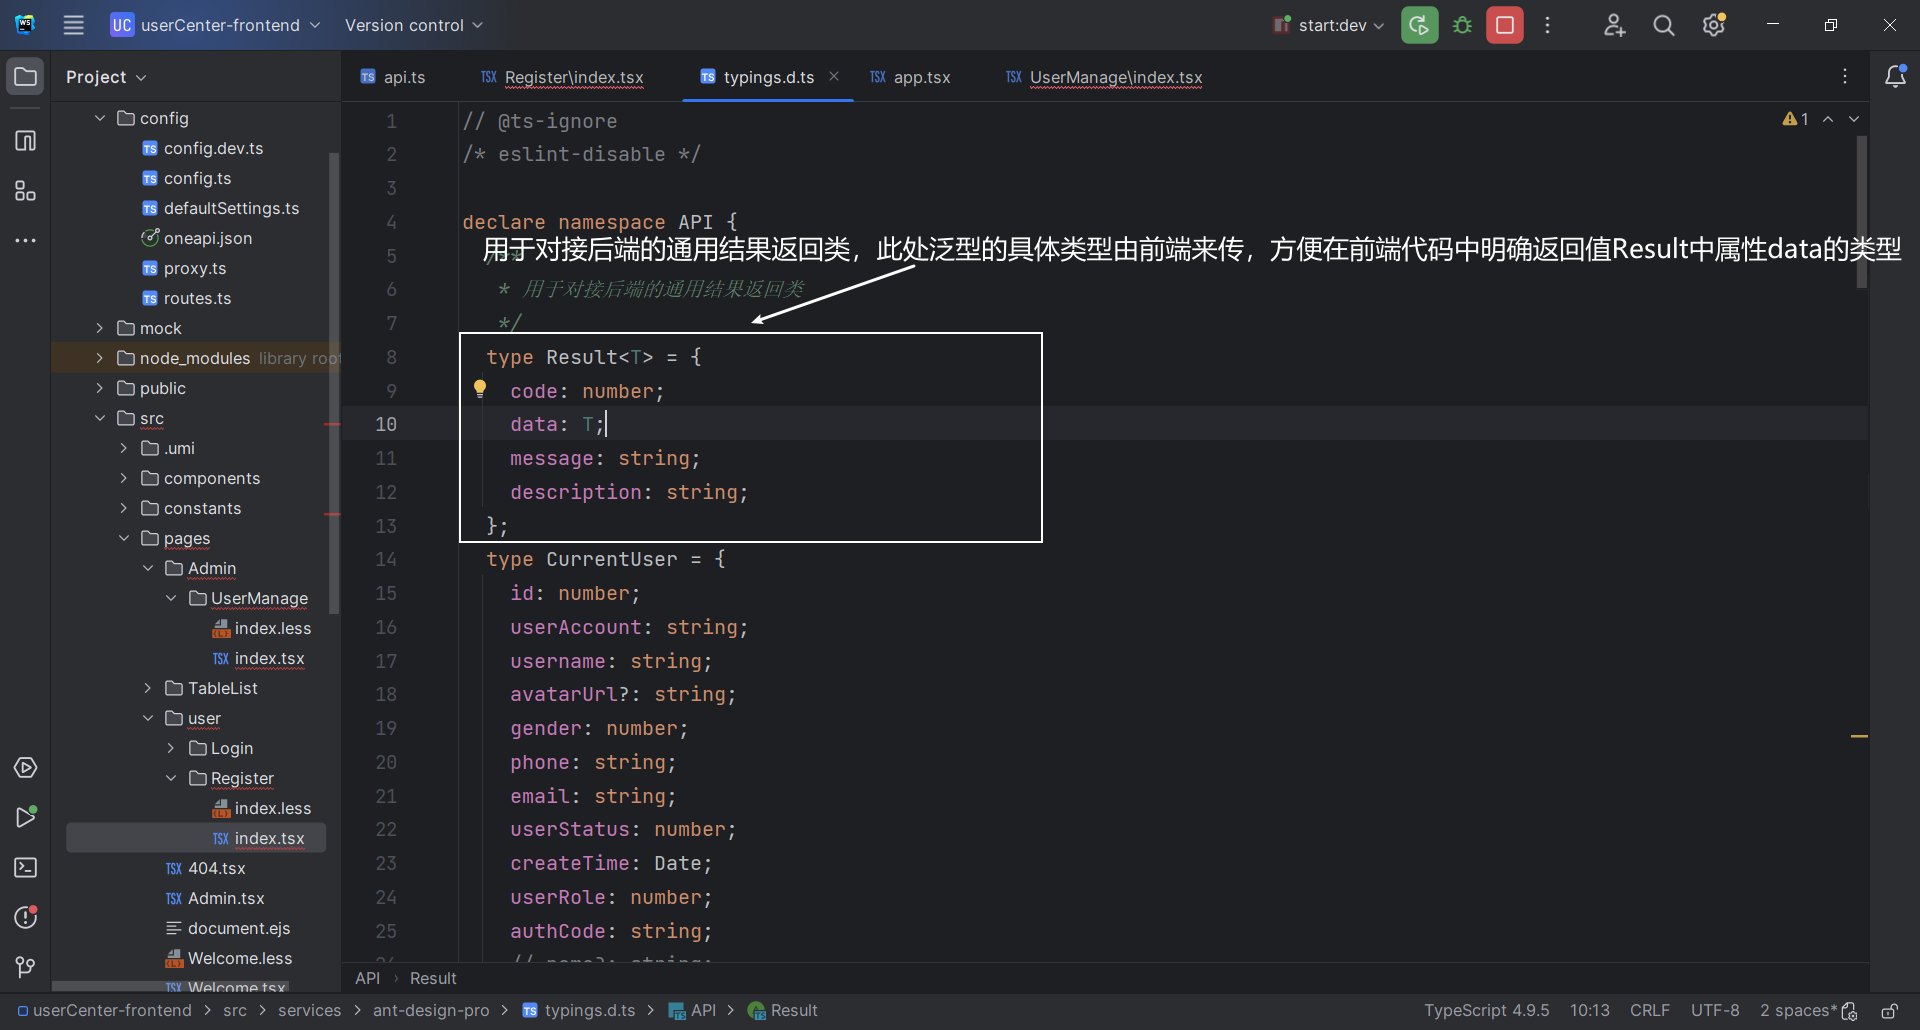 UC userCenter-frontend
Version control
start:dev
Project
api.ts
TSX Register\index.tsx
typings.d.ts
TSX app.tsx
TSX UserManage\index.tsx
config
config.dev.ts
config.ts
defaultSettings.ts
oneapi.json
proxy.ts
routes.ts
mock
node_modules library root
public
src
.umi
components
constants
pages
Admin
UserManage
index.less
TSX index.tsx
TableList
user
Login
Register
index.less
TSX index.tsx
TSX 404.tsx
TSX Admin.tsx
document.ejs
Welcome.less
TSX Welcome.tsx
1
1 // @ts-ignore
2 /* eslint-disable */
3
4 declare namespace API {
用于对接后端的通用结果返回类，此处泛型的具体类型由前端来传，方便在前端代码中明确返回值Result中属性data的类型
5 /**
6 * 用于对接后端的通用结果返回类
7 */
8 type Result<T> = {
9 code: number;
10 data: T;
11 message: string;
12 description: string;
13 };
14 type CurrentUser = {
15 id: number;
16 userAccount: string;
17 username: string;
18 avatarUrl?: string;
19 gender: number;
20 phone: string;
21 email: string;
22 userStatus: number;
23 createTime: Date;
24 userRole: number;
25 authCode: string;
26 // name?: string;
API › Result
userCenter-frontend > src > services > ant-design-pro > typings.d.ts > API > Result
TypeScript 4.9.5 10:13 CRLF UTF-8 2 spaces*